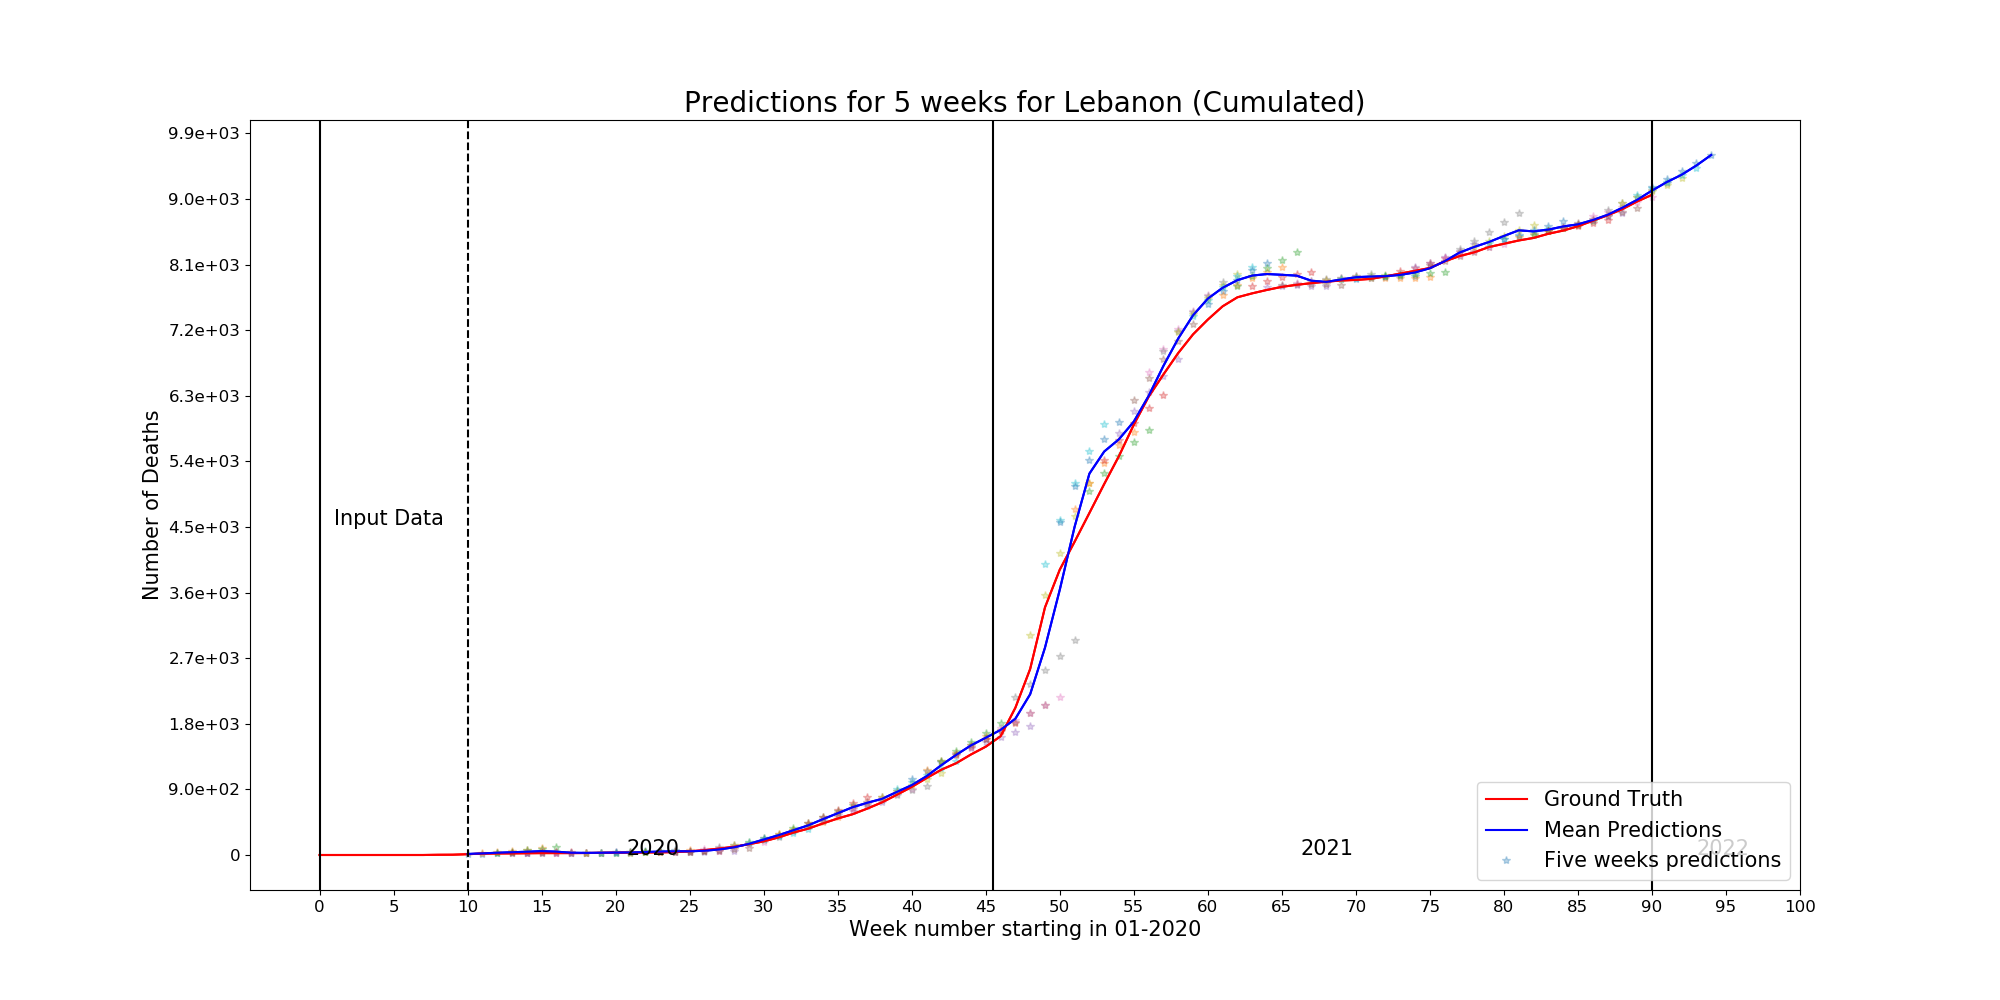 Predictions for 5 weeks for Lebanon (Cumulated)
9.9e+03
9.0e+03
8.1e+03
7.2e+03
6.3e+03
5.4e+03
4.5e+03
3.6e+03
2.7e+03
1.8e+03
9.0e+02
0
Number of Deaths
Input Data
2020
2021
2022
Ground Truth
Mean Predictions
Five weeks predictions
0 5 10 15 20 25 30 35 40 45 50 55 60 65 70 75 80 85 90 95 100
Week number starting in 01-2020